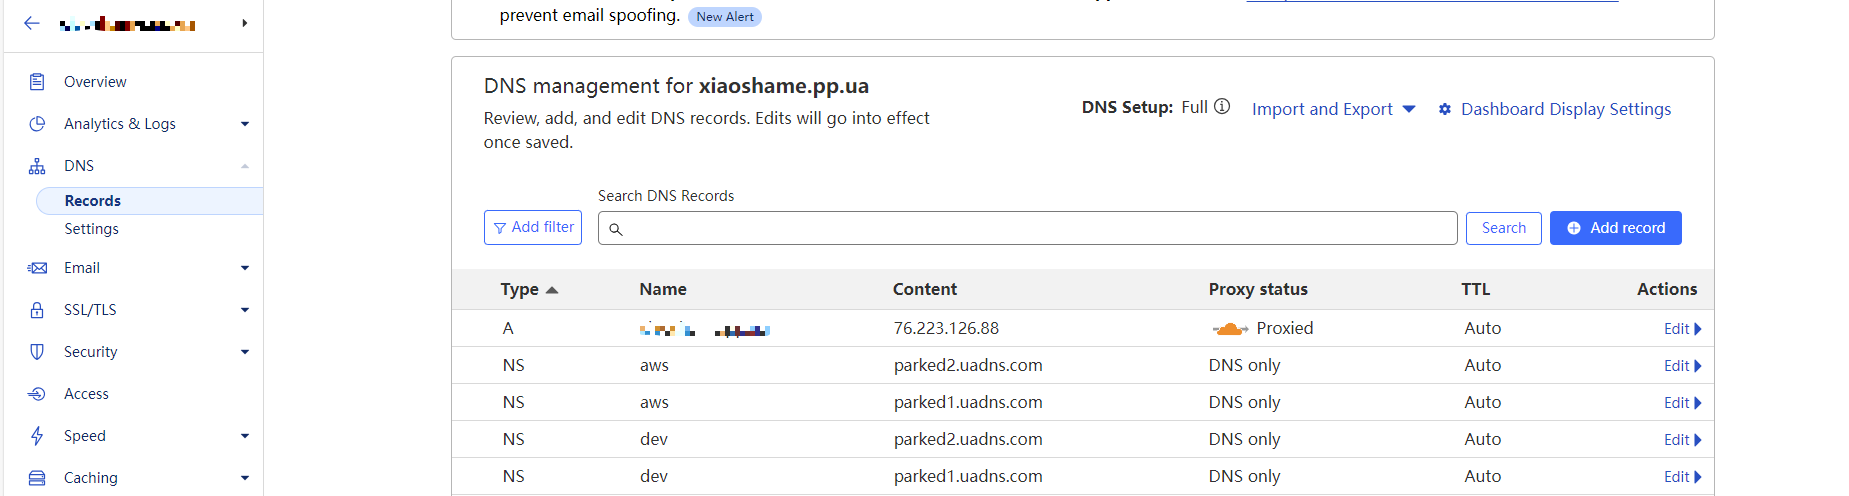 prevent email spoofing. New Alert
Overview
Analytics & Logs
DNS
Records
Settings
Email
SSL/TLS
Security
Access
Speed
Caching
DNS management for xiaoshame.pp.ua
Review, add, and edit DNS records. Edits will go into effect
once saved.
DNS Setup: Full Import and Export Dashboard Display Settings
Search DNS Records
Add filter Search Add record
Type Name Content Proxy status TTL Actions
A 76.223.126.88 Proxied Auto Edit
NS aws parked2.uadns.com DNS only Auto Edit
NS aws parked1.uadns.com DNS only Auto Edit
NS dev parked2.uadns.com DNS only Auto Edit
NS dev parked1.uadns.com DNS only Auto Edit